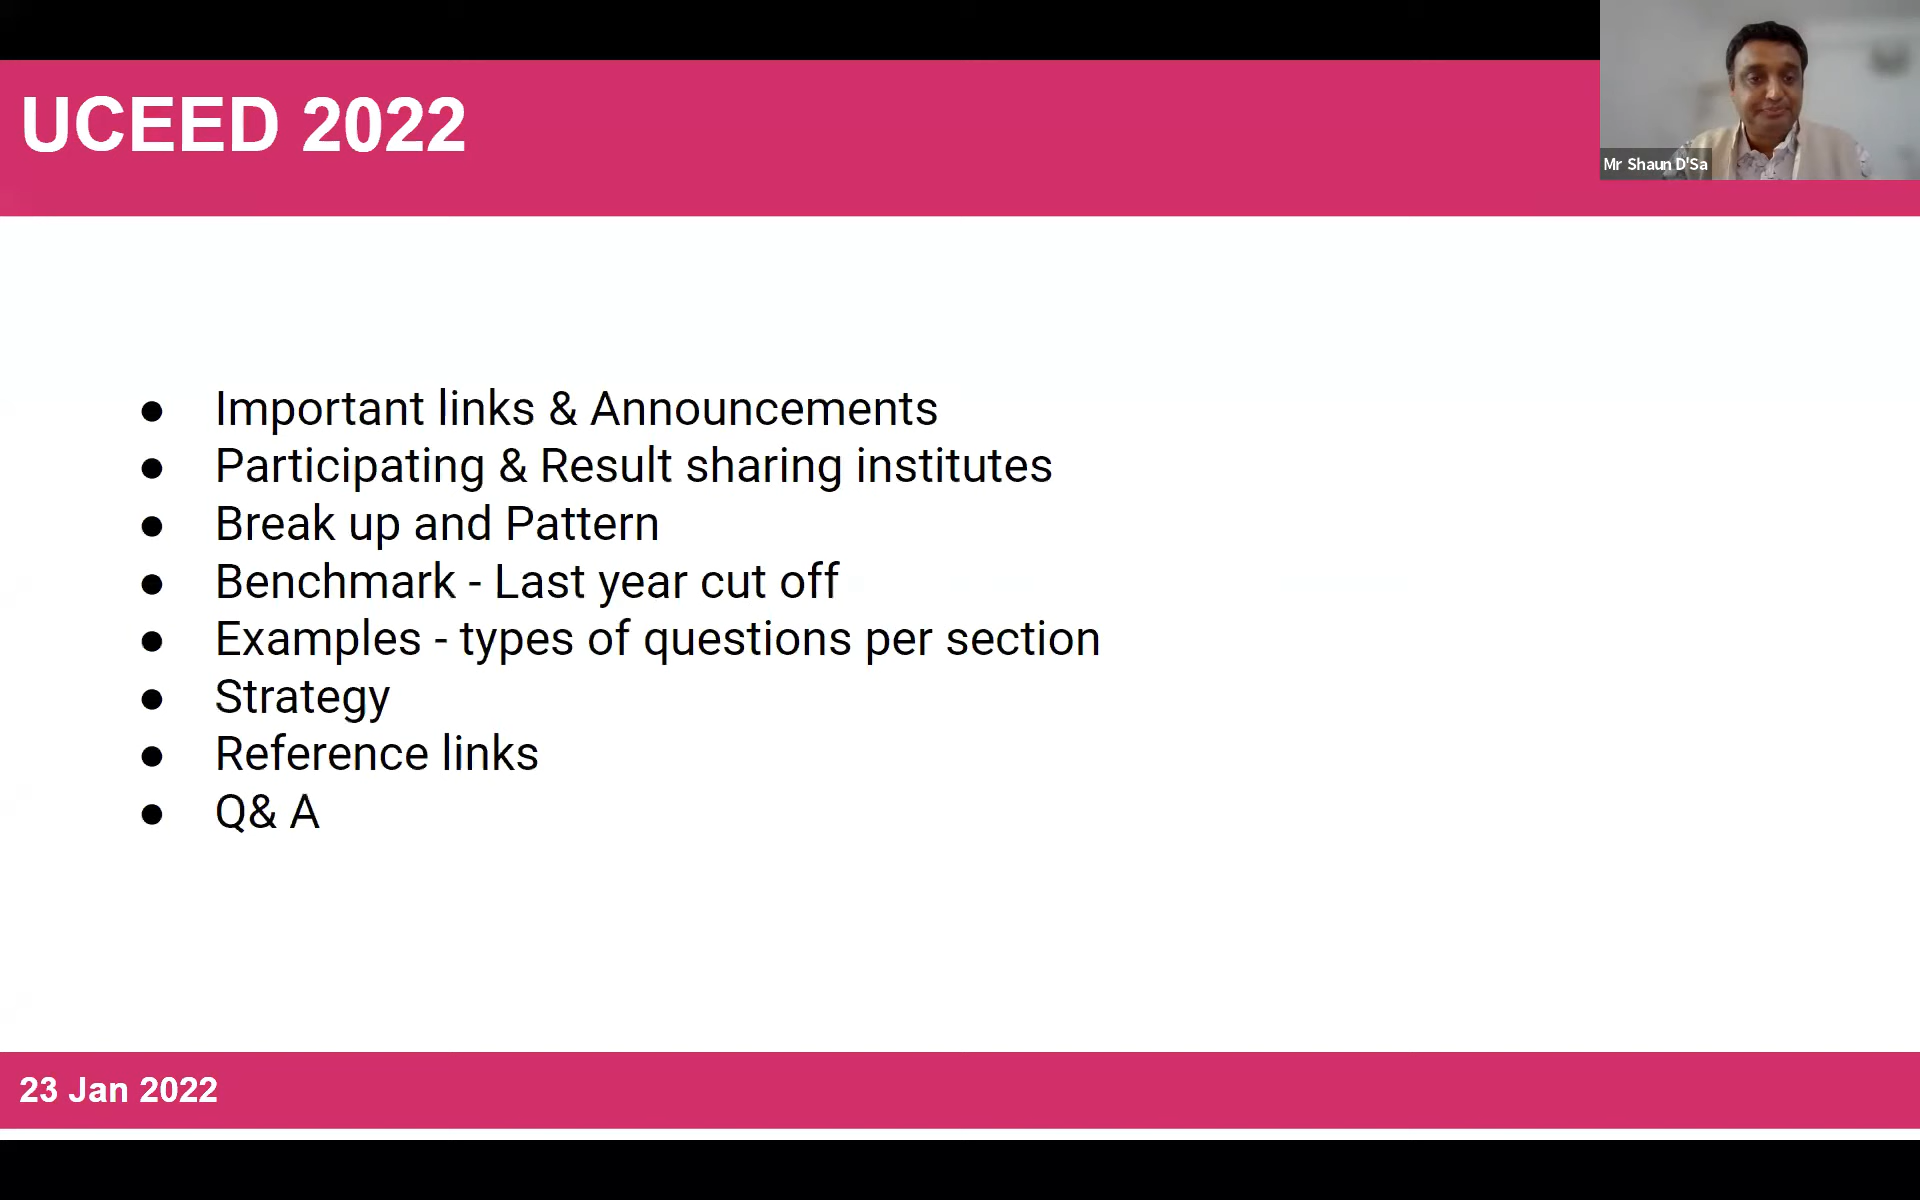 UCEED 2022
Mr Shaun D'Sa
● Important links & Announcements
● Participating & Result sharing institutes
● Break up and Pattern
● Benchmark - Last year cut off
● Examples - types of questions per section
● Strategy
● Reference links
● Q& A
23 Jan 2022